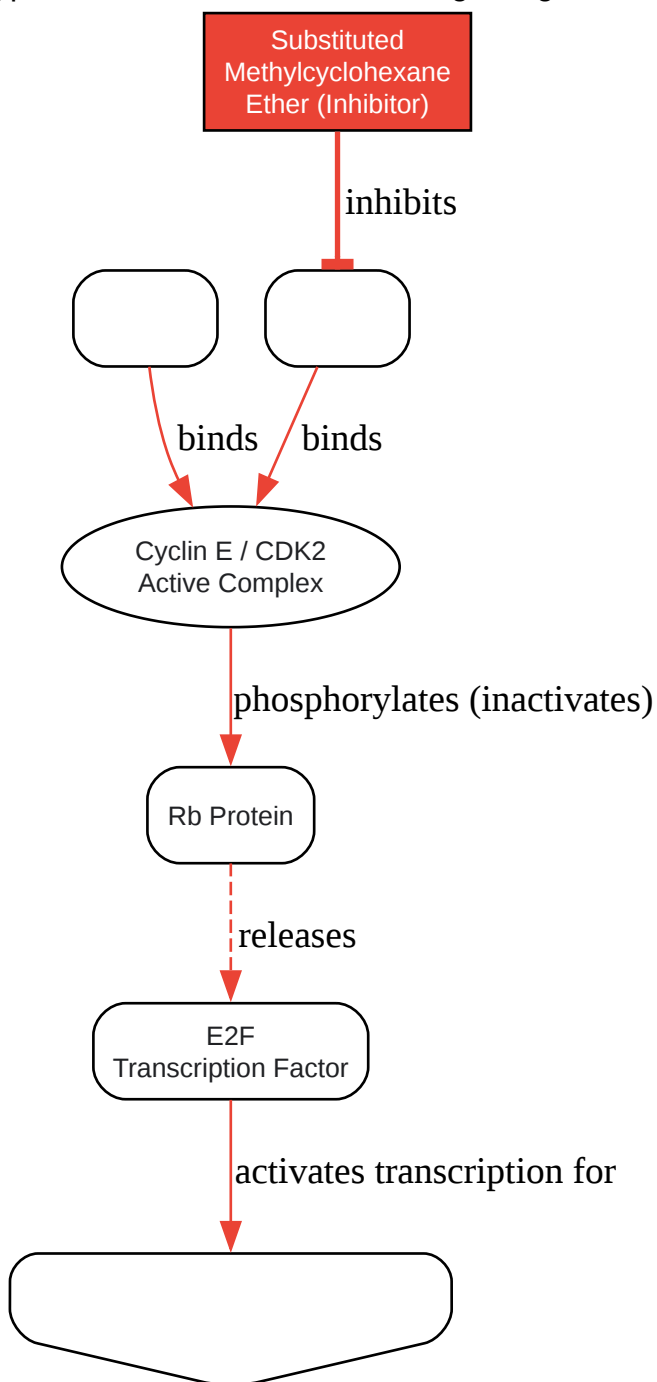 Substituted
Methylcyclohexane
Ether (Inhibitor)
inhibits
binds
binds
Cyclin E / CDK2
Active Complex
phosphorylates (inactivates)
Rb Protein
releases
E2F
Transcription Factor
activates transcription for